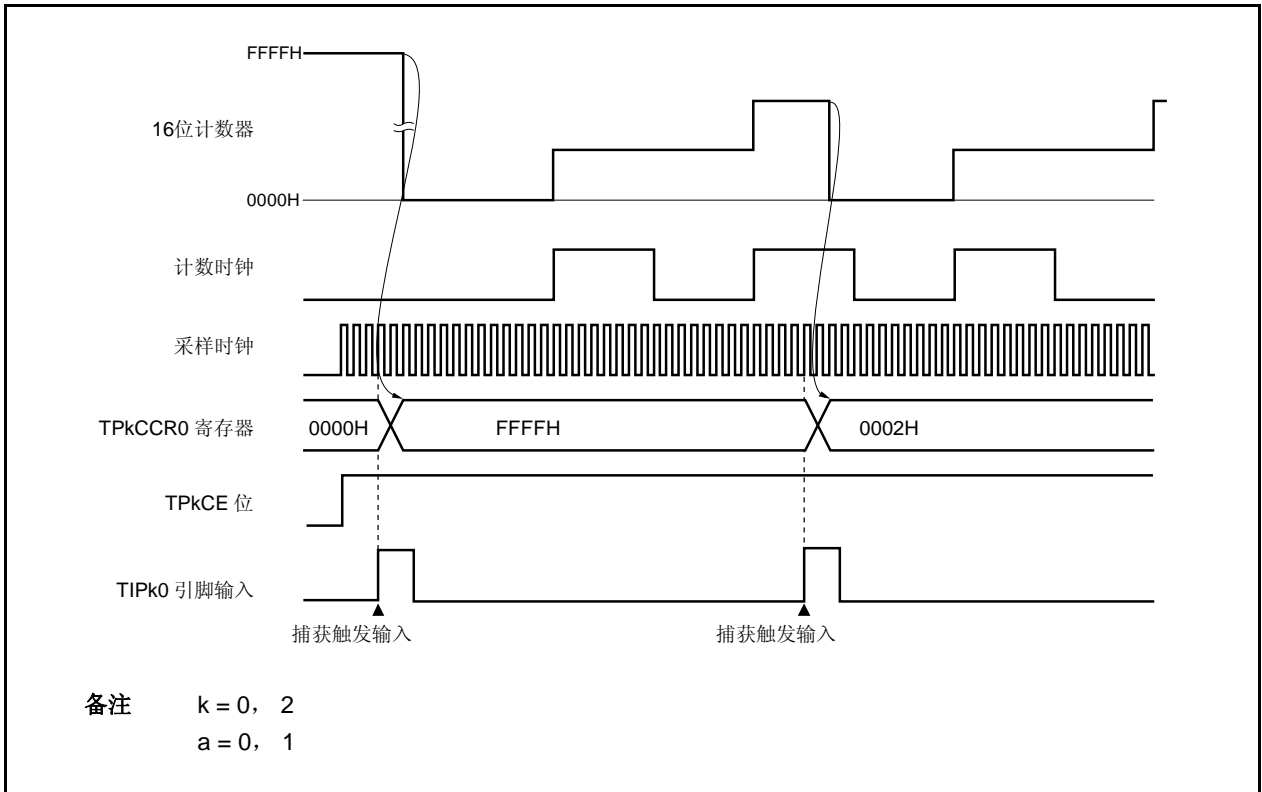 FFFFH
16位计数器
0000H
计数时钟
采样时钟
TPkCCR0 寄存器 0000H FFFFH 0002H
TPkCE 位
TIPk0 引脚输入
捕获触发输入 捕获触发输入
备注 k = 0， 2
a = 0， 1